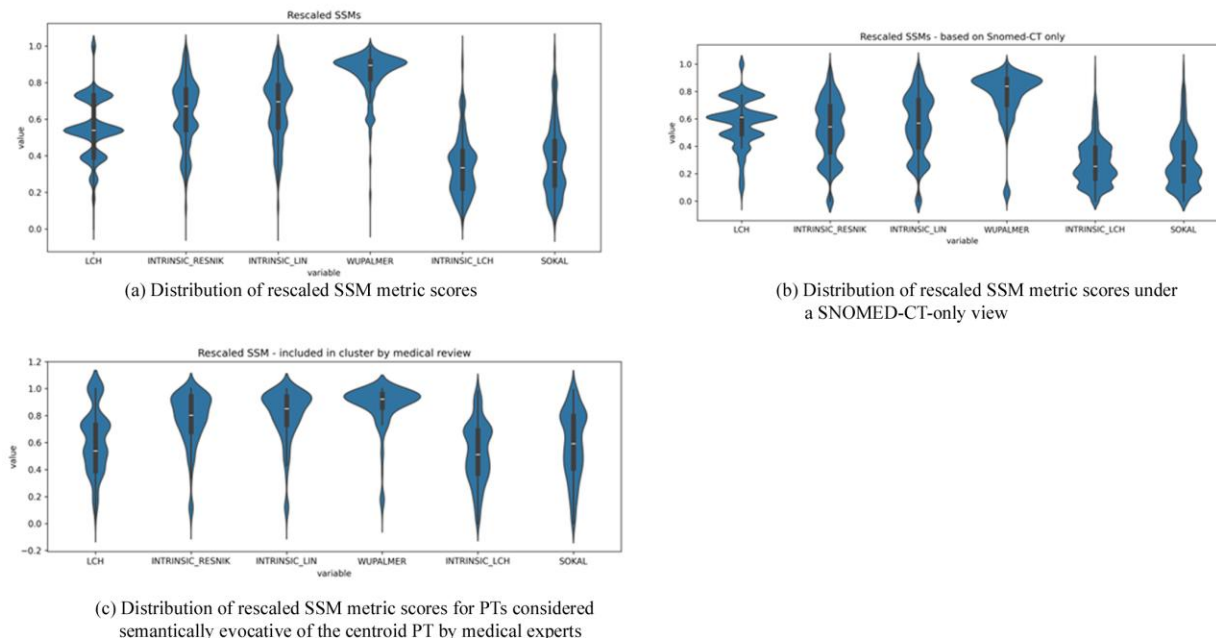 Rescaled SSMs
1.0
0.8
0.6
0.4
0.2
0.0
value
LCH INTRINSIC_RESNIK INTRINSIC_LIN WUPALMER INTRINSIC_LCH SOKAL
variable
(a) Distribution of rescaled SSM metric scores
Rescaled SSMs - based on Snomed-CT only
1.0
0.8
0.6
0.4
0.2
0.0
value
LCH INTRINSIC_RESNIK INTRINSIC_LIN WUPALMER INTRINSIC_LCH SOKAL
variable
(b) Distribution of rescaled SSM metric scores under
a SNOMED-CT-only view
Rescaled SSM - included in cluster by medical review
1.2
1.0
0.8
0.6
0.4
0.2
0.0
−0.2
value
LCH INTRINSIC_RESNIK INTRINSIC_LIN WUPALMER INTRINSIC_LCH SOKAL
variable
(c) Distribution of rescaled SSM metric scores for PTs considered
semantically evocative of the centroid PT by medical experts